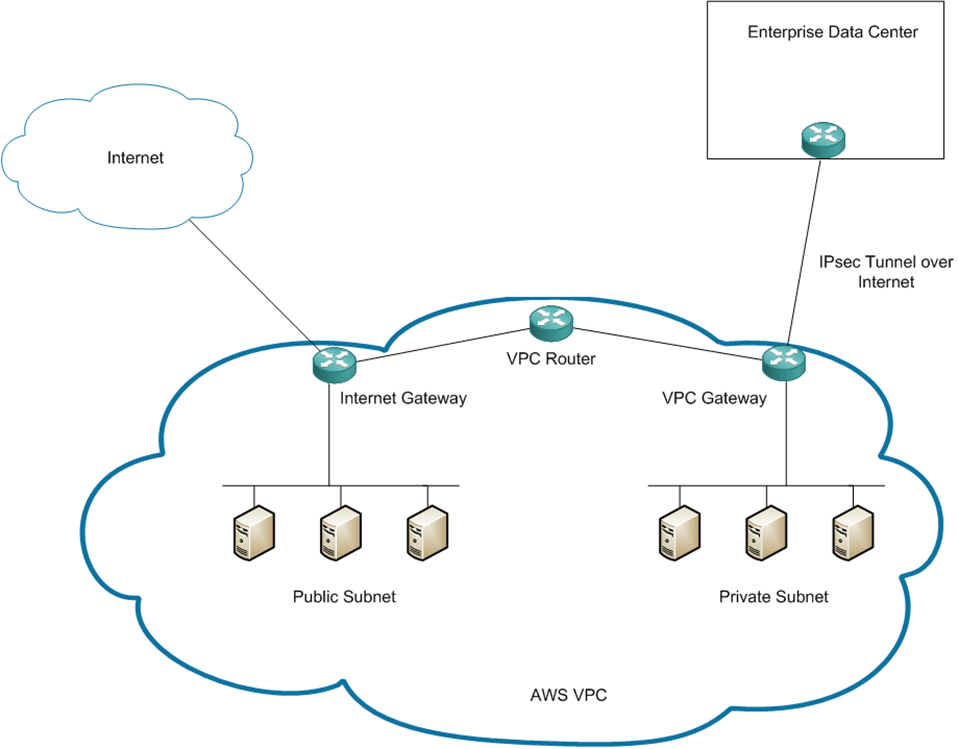 Enterprise Data Center
Internet
IPsec Tunnel over
Internet
VPC Router
Internet Gateway
VPC Gateway
Public Subnet
Private Subnet
AWS VPC